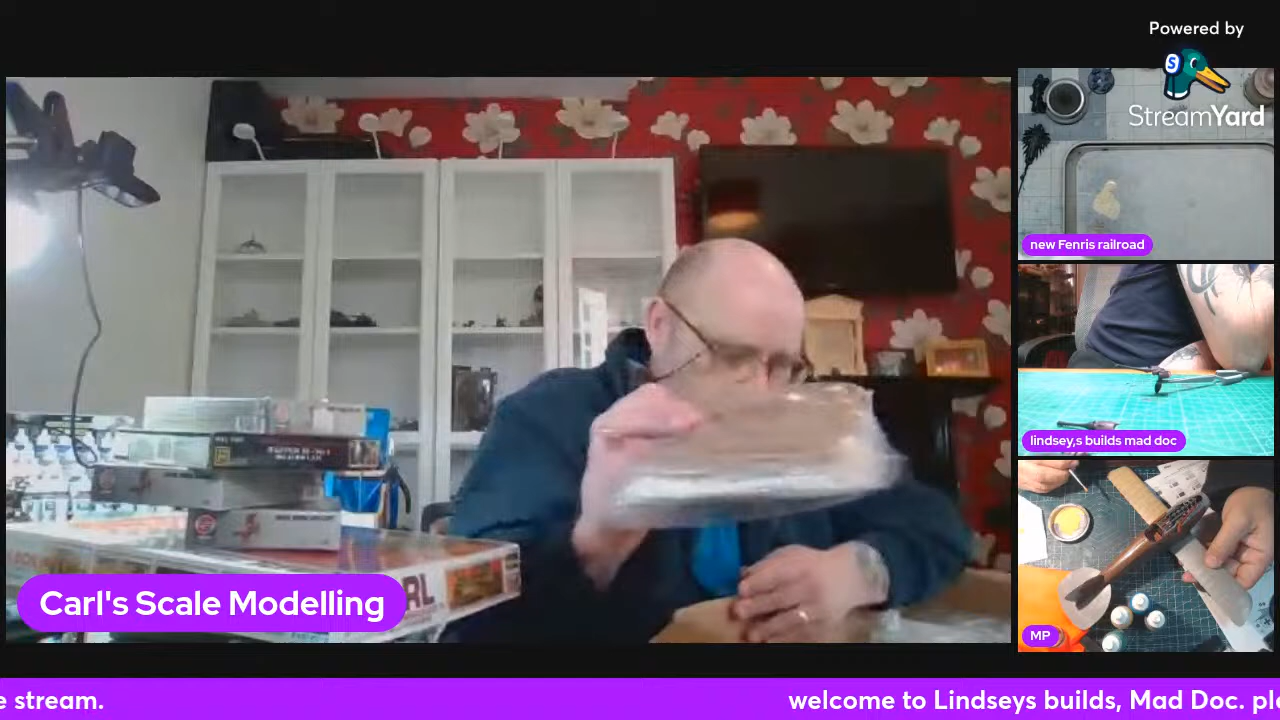 Powered by
StreamYard
new Fenris railroad
lindsey,s builds mad doc
MP
Carl's Scale Modelling
e stream.
welcome to Lindseys builds, Mad Doc. ple